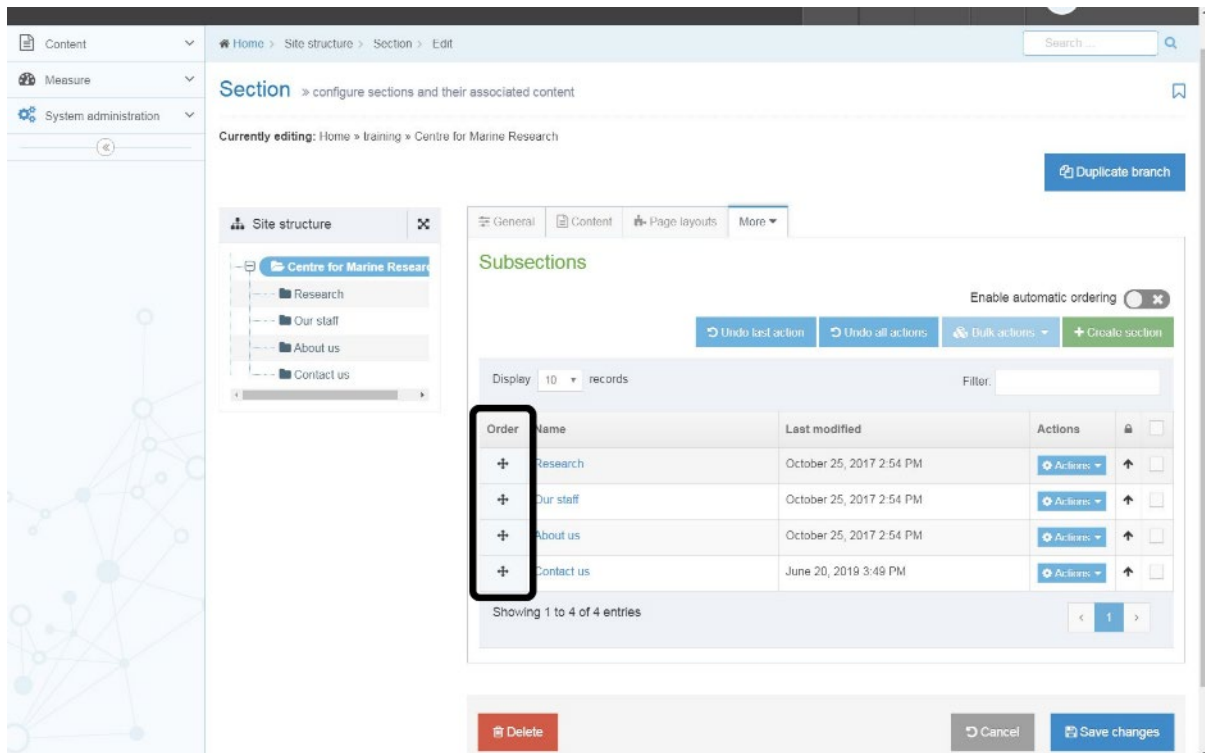 Content
Measure
System administration
Home > Site structure > Section > Edit
Search ...
Section » configure sections and their associated content
Currently editing: Home » training » Centre for Marine Research
Duplicate branch
Site structure
Centre for Marine Resear
Research
Our staff
About us
Contact us
General Content Page layouts More
Subsections
Enable automatic ordering
Undo last action Undo all actions Bulk actions Create section
Display 10 records Filter:
Order Name Last modified Actions
Research October 25, 2017 2:54 PM Actions
Our staff October 25, 2017 2:54 PM Actions
About us October 25, 2017 2:54 PM Actions
Contact us June 20, 2019 3:49 PM Actions
Showing 1 to 4 of 4 entries < 1 >
Delete Cancel Save changes